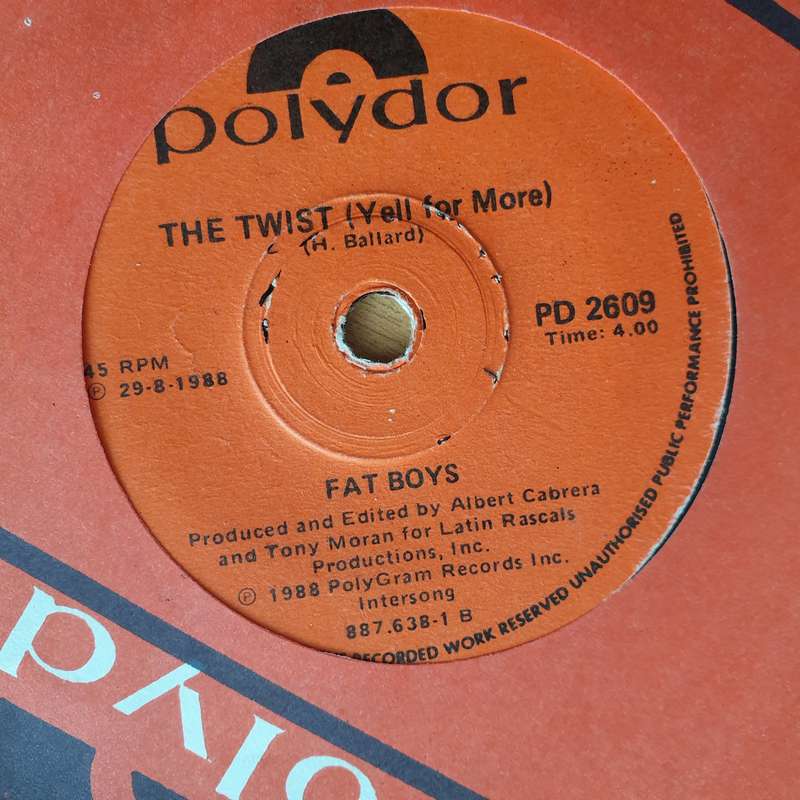 polydor
THE TWIST (Yell for More)
(H. Ballard)
PD 2609
Time: 4.00
45 RPM
℗ 29-8-1988
FAT BOYS
Produced and Edited by Albert Cabrera
and Tony Moran for Latin Rascals
Productions, Inc.
℗ 1988 PolyGram Records Inc.
Intersong
887.638-1 B
RECORDED WORK RESERVED UNAUTHORISED PUBLIC PERFORMANCE PROHIBITED
olyd